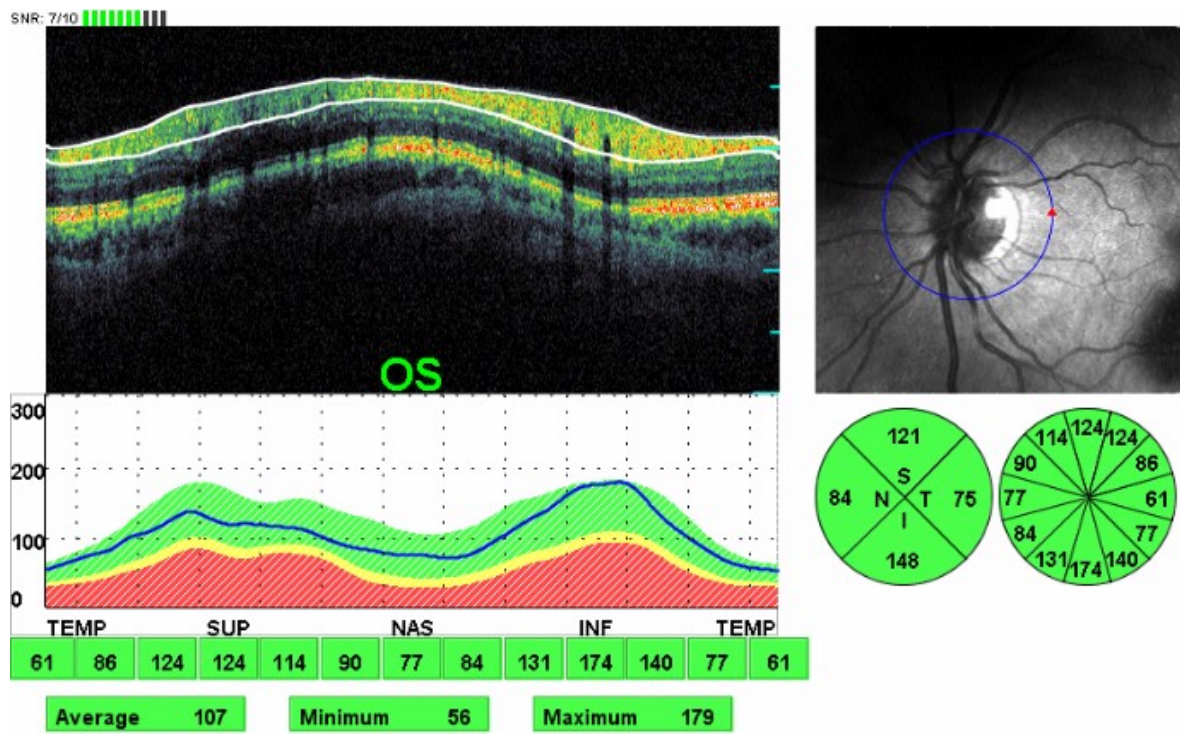 SNR: 7/10
OS
300
200
100
0
TEMP SUP NAS INF TEMP
61 86 124 124 114 90 77 84 131 174 140 77 61
Average 107 Minimum 56 Maximum 179
121
S
84 N T 75
I
148
124
114 124
90 86
77 61
84 77
131 140
174